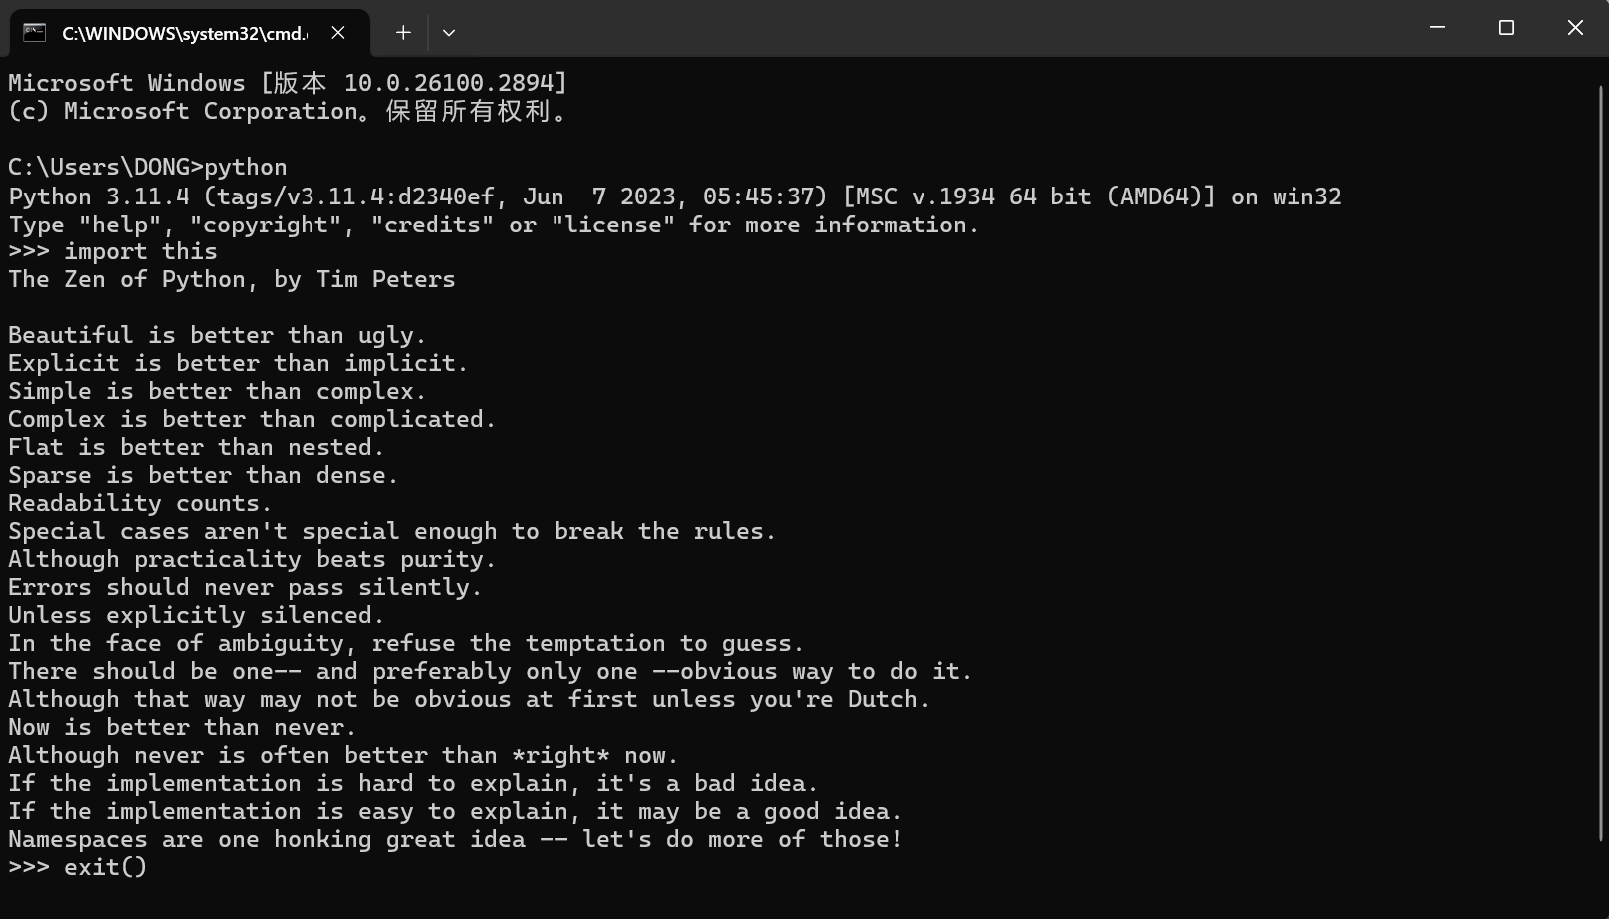 C:\WINDOWS\system32\cmd.
Microsoft Windows [版本 10.0.26100.2894]
(c) Microsoft Corporation。保留所有权利。
C:\Users\DONG>python
Python 3.11.4 (tags/v3.11.4:d2340ef, Jun  7 2023, 05:45:37) [MSC v.1934 64 bit (AMD64)] on win32
Type "help", "copyright", "credits" or "license" for more information.
>>> import this
The Zen of Python, by Tim Peters
Beautiful is better than ugly.
Explicit is better than implicit.
Simple is better than complex.
Complex is better than complicated.
Flat is better than nested.
Sparse is better than dense.
Readability counts.
Special cases aren't special enough to break the rules.
Although practicality beats purity.
Errors should never pass silently.
Unless explicitly silenced.
In the face of ambiguity, refuse the temptation to guess.
There should be one-- and preferably only one --obvious way to do it.
Although that way may not be obvious at first unless you're Dutch.
Now is better than never.
Although never is often better than *right* now.
If the implementation is hard to explain, it's a bad idea.
If the implementation is easy to explain, it may be a good idea.
Namespaces are one honking great idea -- let's do more of those!
>>> exit()